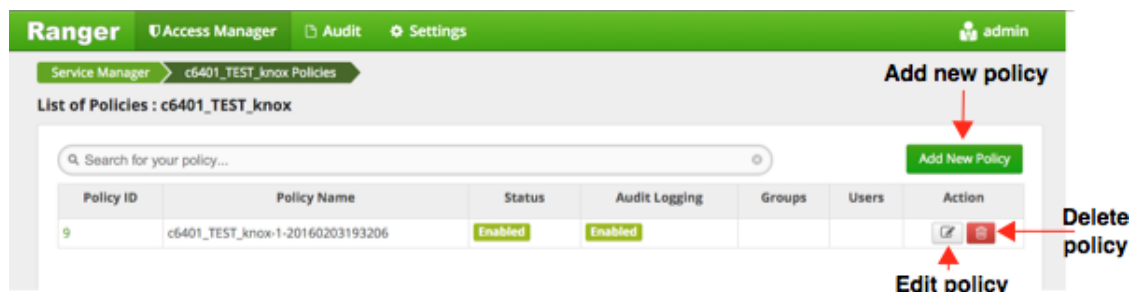 Ranger Access Manager Audit Settings admin
Service Manager c6401_TEST_knox Policies
Add new policy
List of Policies : c6401_TEST_knox
Search for your policy...
Add New Policy
Policy ID Policy Name Status Audit Logging Groups Users Action
9 c6401_TEST_knox-1-20160203193206 Enabled Enabled
Delete
policy
Edit policy